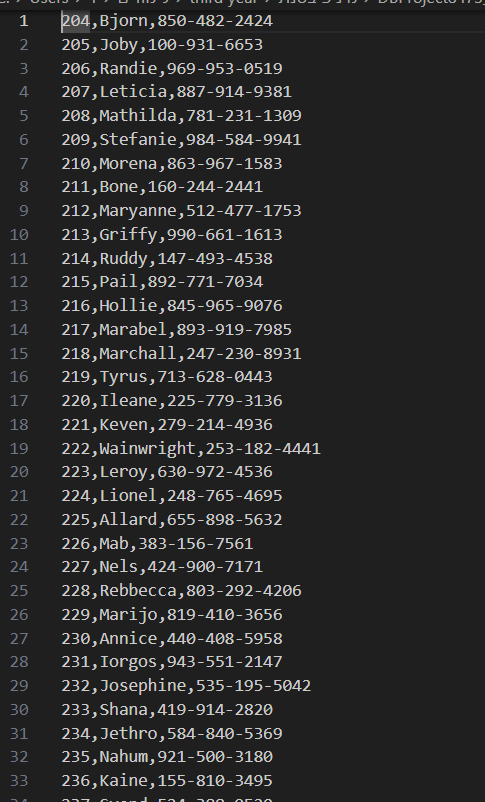 1 204,Bjorn,850-482-2424
2 205,Joby,100-931-6653
3 206,Randie,969-953-0519
4 207,Leticia,887-914-9381
5 208,Mathilda,781-231-1309
6 209,Stefanie,984-584-9941
7 210,Morena,863-967-1583
8 211,Bone,160-244-2441
9 212,Maryanne,512-477-1753
10 213,Griffy,990-661-1613
11 214,Ruddy,147-493-4538
12 215,Pail,892-771-7034
13 216,Hollie,845-965-9076
14 217,Marabel,893-919-7985
15 218,Marchall,247-230-8931
16 219,Tyrus,713-628-0443
17 220,Ileane,225-779-3136
18 221,Keven,279-214-4936
19 222,Wainwright,253-182-4441
20 223,Leroy,630-972-4536
21 224,Lionel,248-765-4695
22 225,Allard,655-898-5632
23 226,Mab,383-156-7561
24 227,Nels,424-900-7171
25 228,Rebbecca,803-292-4206
26 229,Marijo,819-410-3656
27 230,Annice,440-408-5958
28 231,Iorgos,943-551-2147
29 232,Josephine,535-195-5042
30 233,Shana,419-914-2820
31 234,Jethro,584-840-5369
32 235,Nahum,921-500-3180
33 236,Kaine,155-810-3495